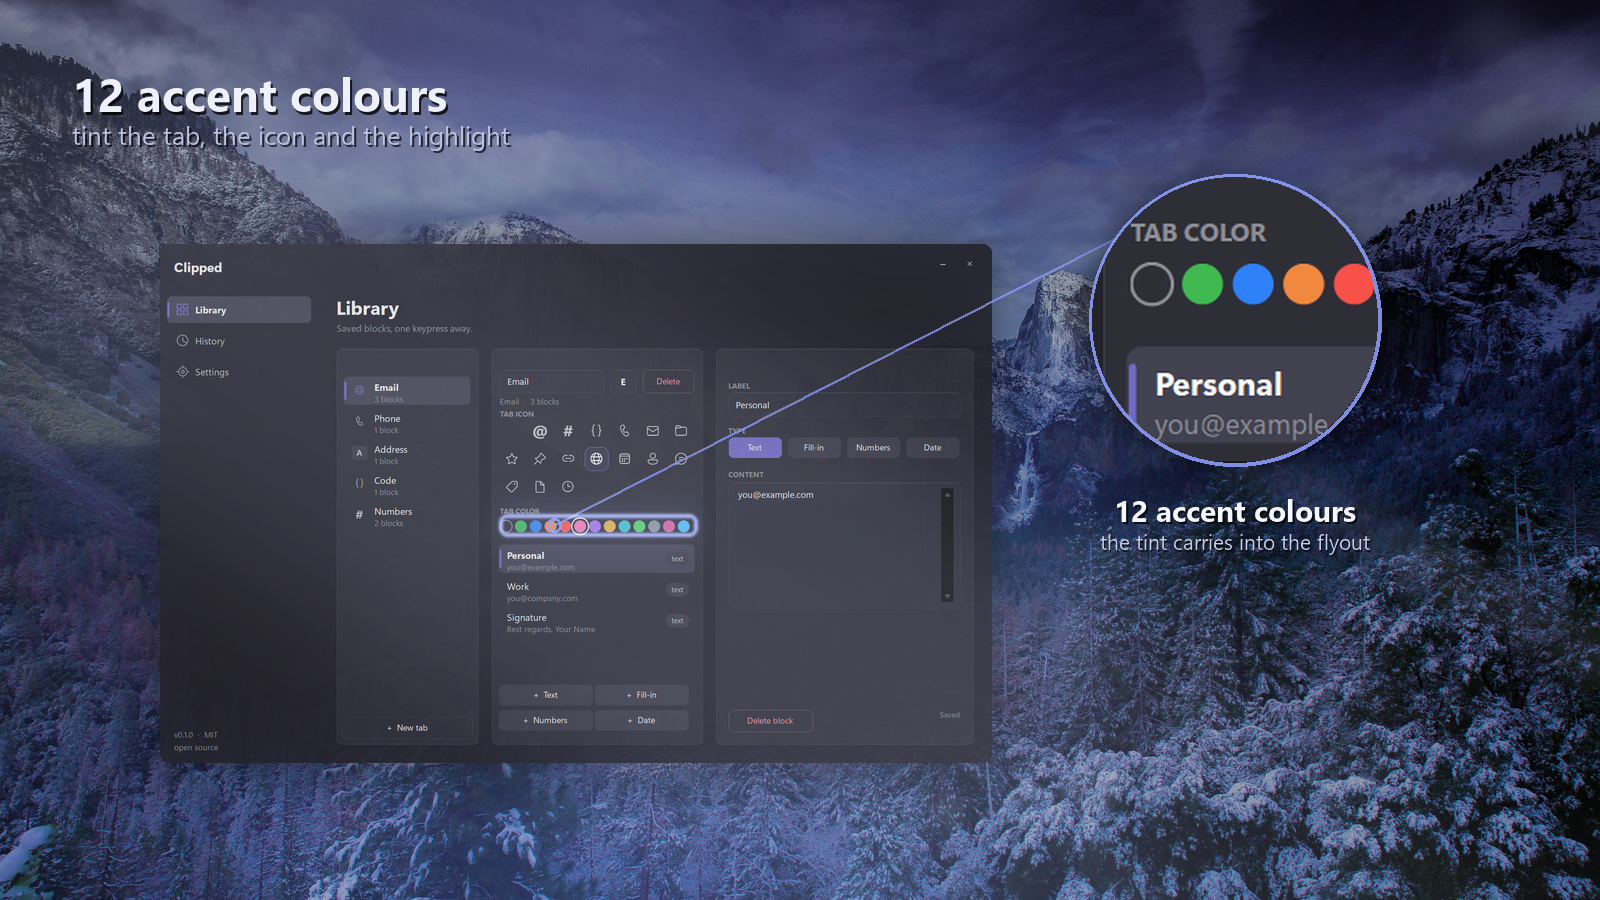 12 accent colours
tint the tab, the icon and the highlight
Clipped
Library
History
Settings
v0.1.0 · MIT
open source
Library
Saved blocks, one keypress away.
Email
3 blocks
Phone
1 block
A
Address
1 block
{ }
Code
1 block
#
Numbers
2 blocks
+ New tab
Email
E
Delete
Email · 3 blocks
TAB ICON
@ # { }
TAB COLOR
Personal
you@example.com
text
Work
you@company.com
text
Signature
Best regards, Your Name
text
+ Text
+ Fill-in
+ Numbers
+ Date
LABEL
Personal
TYPE
Text
Fill-in
Numbers
Date
CONTENT
you@example.com
Delete block
Saved
TAB COLOR
Personal
you@example
12 accent colours
the tint carries into the flyout